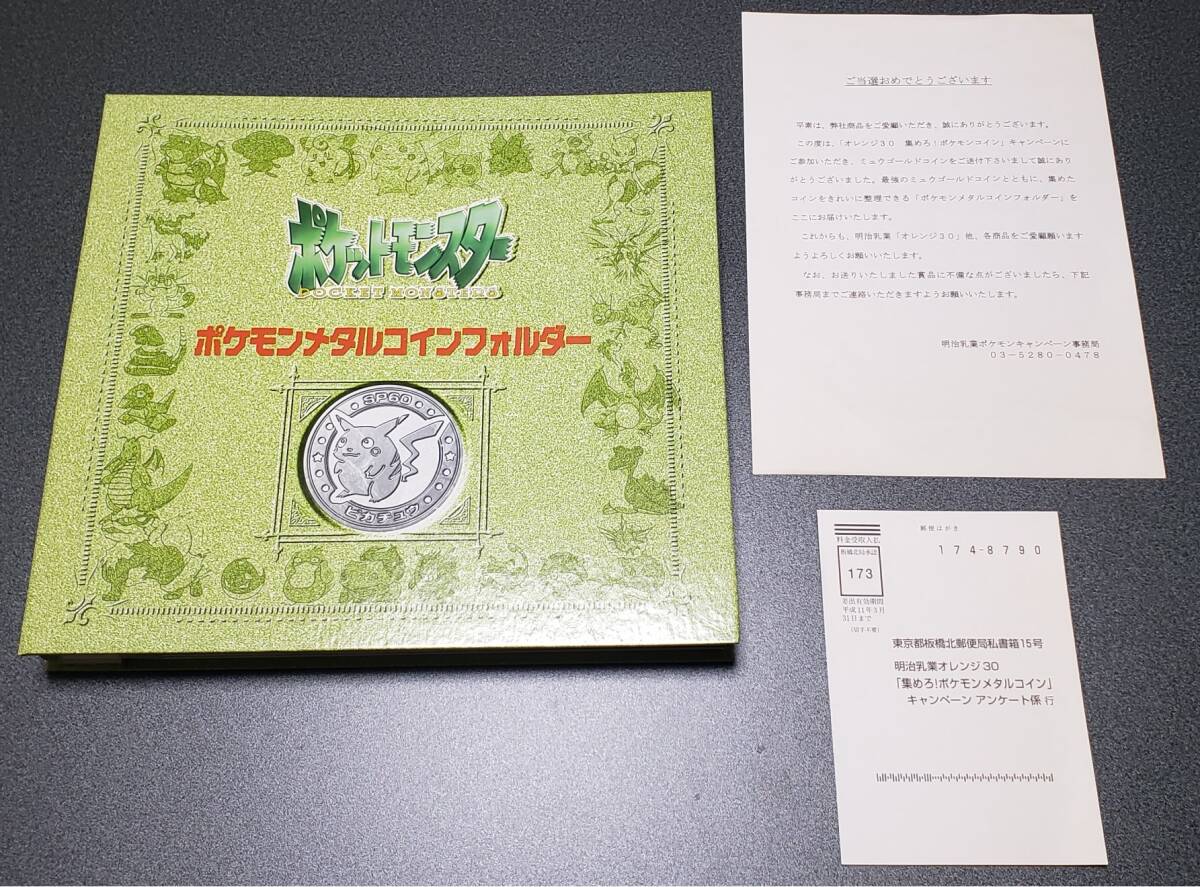 ポケットモンスター
POCKET MONSTERS
ポケモンメタルコインフォルダー
SP60
ピカチュウ
ご当選おめでとうございます
平素は、弊社商品をご愛顧いただき、誠にありがとうございます。
この度は、「オレンジ30 集めろ!ポケモンコイン」キャンペーンに
ご参加いただき、ミュウゴールドコインをご送付下さいまして誠にあり
がとうございました。最強のミュウゴールドコインとともに、集めた
コインをきれいに整理できる「ポケモンメタルコインフォルダー」を
ここにお届けいたします。
これからも、明治乳業「オレンジ30」他、各商品をご愛顧願います
ようよろしくお願いいたします。
なお、お送りいたしました賞品に不備な点がございましたら、下記
事務局までご連絡いただきますようお願いいたします。
明治乳業ポケモンキャンペーン事務局
03-5280-0478
郵便はがき
料金受取人払
174-8790
板橋北局承認
173
差出有効期間
平成11年3月
31日まで
(切手不要)
東京都板橋北郵便局私書箱15号
明治乳業オレンジ30
「集めろ!ポケモンメタルコイン」
キャンペーン アンケート係 行